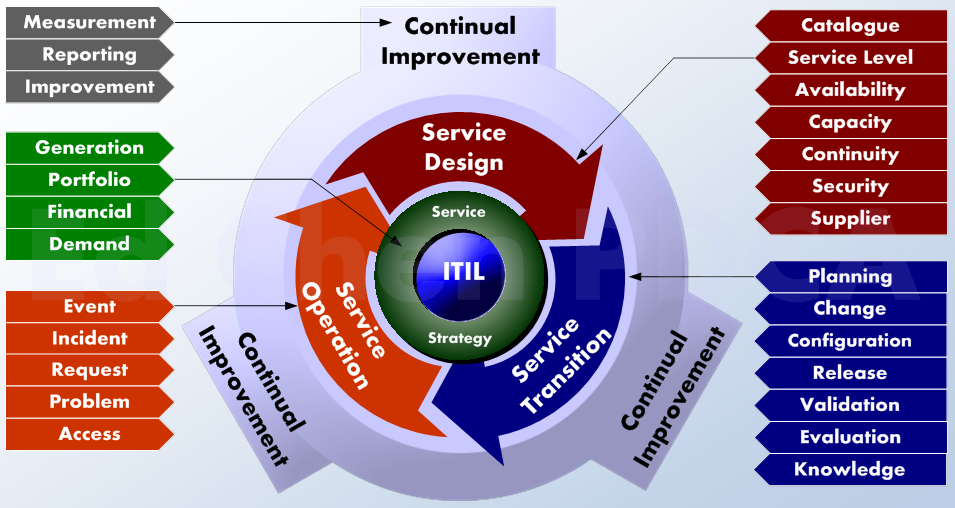 Measurement
Reporting
Improvement
Generation
Portfolio
Financial
Demand
Event
Incident
Request
Problem
Access
Continual
Improvement
Service
Design
Service
ITIL
Strategy
Service
Operation
Service
Transition
Continual
Improvement
Continual
Improvement
Catalogue
Service Level
Availability
Capacity
Continuity
Security
Supplier
Planning
Change
Configuration
Release
Validation
Evaluation
Knowledge